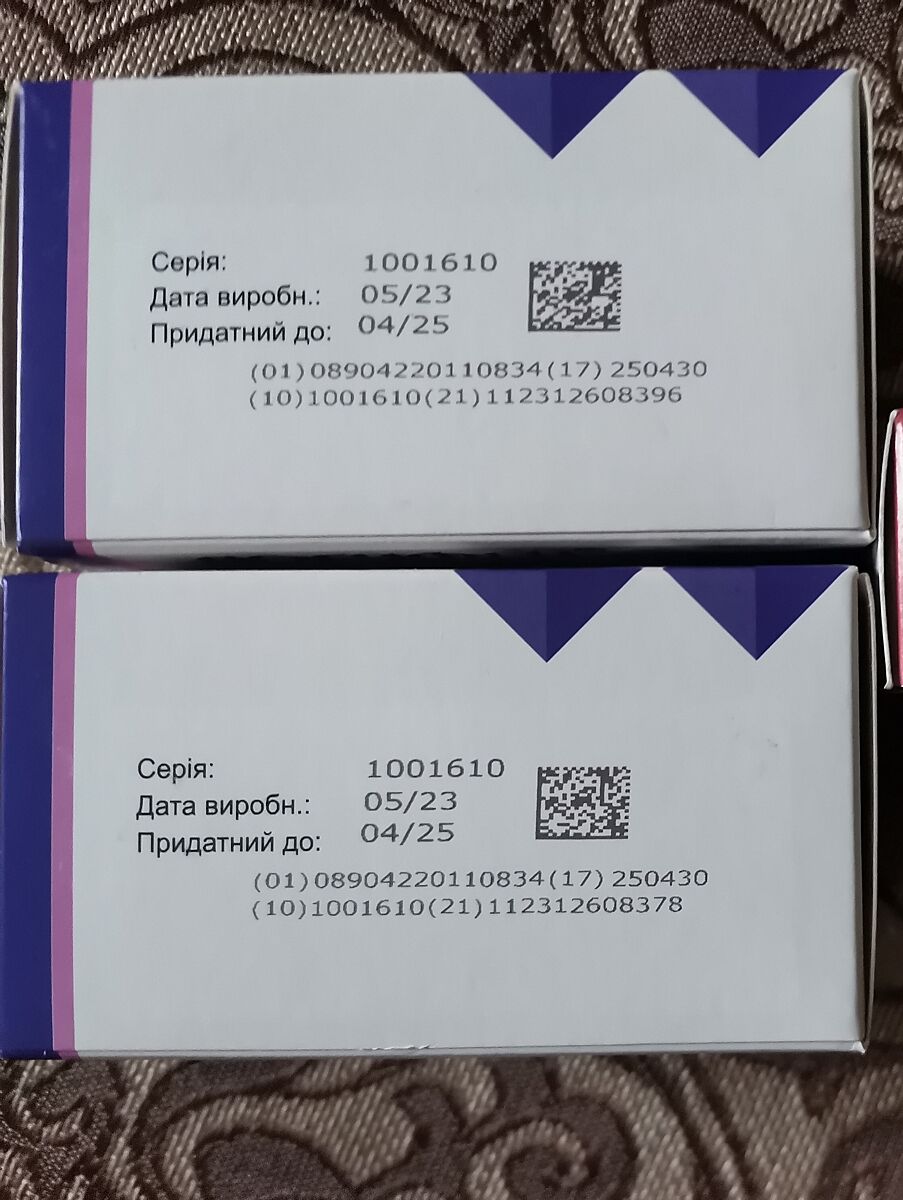 Серія: 1001610
Дата виробн.: 05/23
Придатний до: 04/25
(01)08904220110834(17)250430
(10)1001610(21)112312608396
Серія: 1001610
Дата виробн.: 05/23
Придатний до: 04/25
(01)08904220110834(17)250430
(10)1001610(21)112312608378